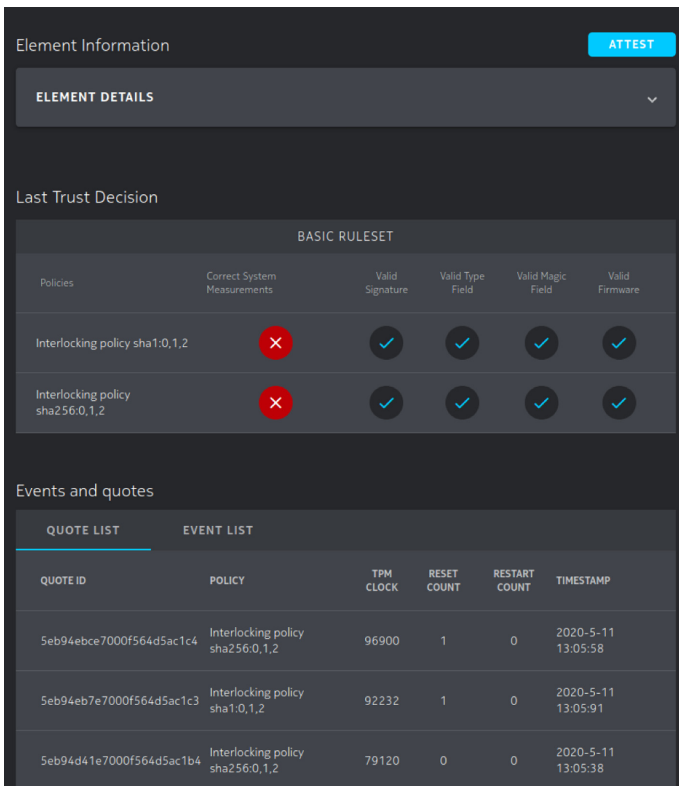 Element Information
ATTEST
ELEMENT DETAILS
Last Trust Decision
BASIC RULESET
Policies
Correct System
Measurements
Valid
Signature
Valid Type
Field
Valid Magic
Field
Valid
Firmware
Interlocking policy sha1:0,1,2
Interlocking policy
sha256:0,1,2
Events and quotes
QUOTE LIST
EVENT LIST
QUOTE ID
POLICY
TPM
CLOCK
RESET
COUNT
RESTART
COUNT
TIMESTAMP
5eb94ebce7000f564d5ac1c4
Interlocking policy
sha256:0,1,2
96900
1
0
2020-5-11
13:05:58
5eb94eb7e7000f564d5ac1c3
Interlocking policy
sha1:0,1,2
92232
1
0
2020-5-11
13:05:91
5eb94d41e7000f564d5ac1b4
Interlocking policy
sha256:0,1,2
79120
0
0
2020-5-11
13:05:38